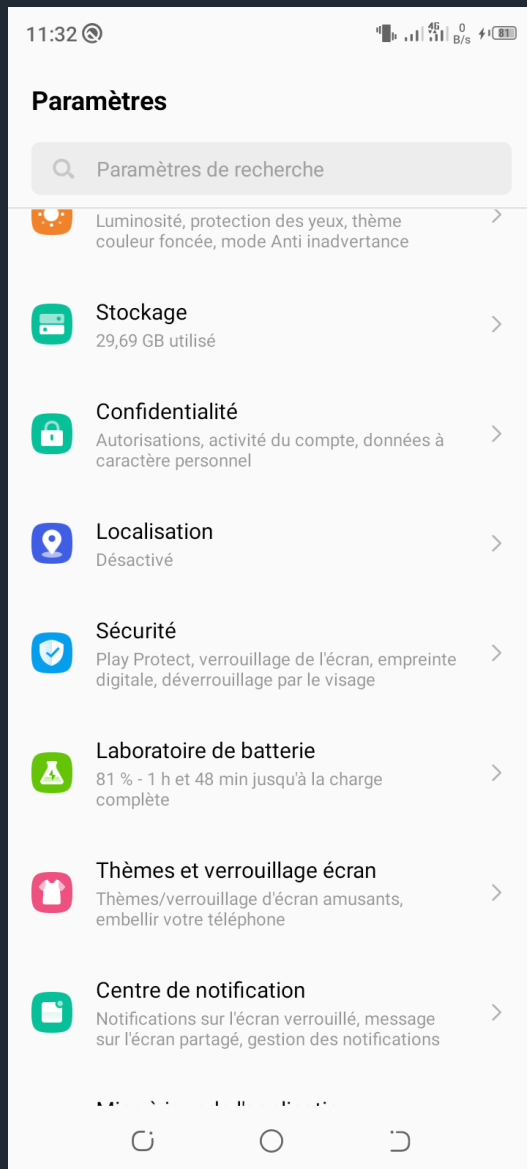 11:32
4G
0
B/s
81
Paramètres
Paramètres de recherche
Luminosité, protection des yeux, thème
couleur foncée, mode Anti inadvertance
Stockage
29,69 GB utilisé
Confidentialité
Autorisations, activité du compte, données à
caractère personnel
Localisation
Désactivé
Sécurité
Play Protect, verrouillage de l'écran, empreinte
digitale, déverrouillage par le visage
Laboratoire de batterie
81 % - 1 h et 48 min jusqu'à la charge
complète
Thèmes et verrouillage écran
Thèmes/verrouillage d'écran amusants,
embellir votre téléphone
Centre de notification
Notifications sur l'écran verrouillé, message
sur l'écran partagé, gestion des notifications